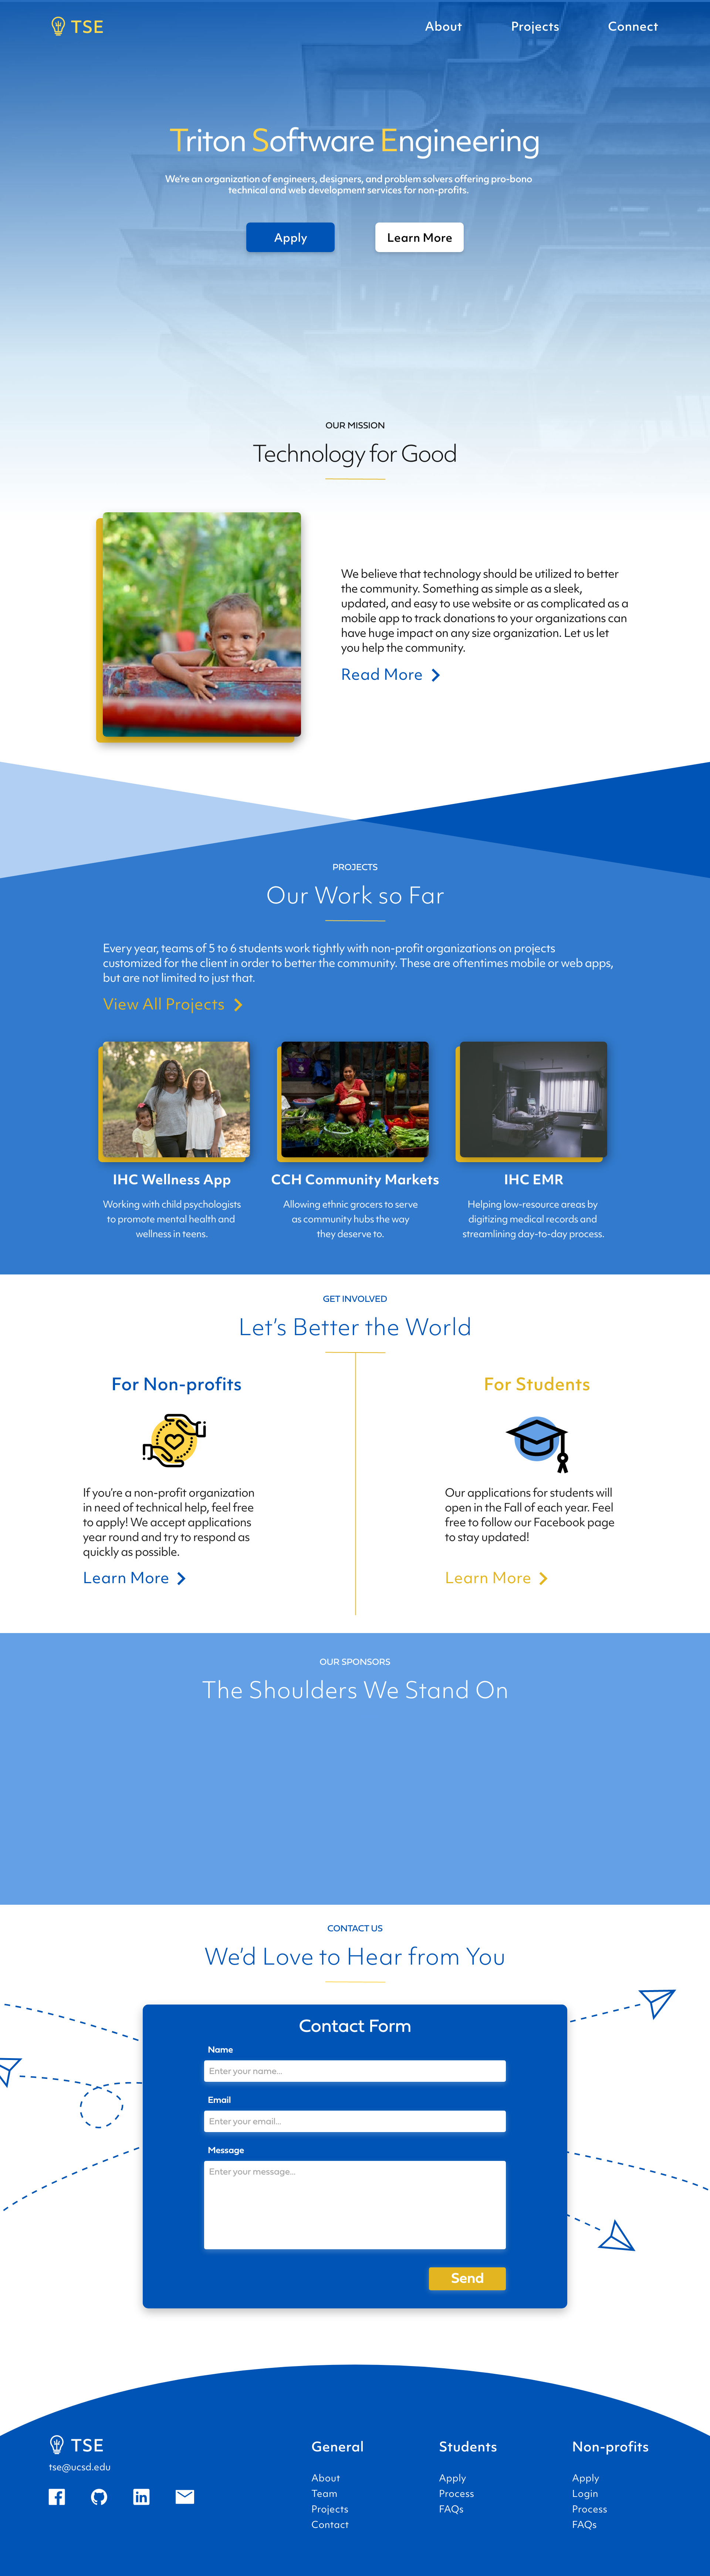 TSE
About Projects Connect
Triton Software Engineering
We're an organization of engineers, designers, and problem solvers offering pro-bono
technical and web development services for non-profits.
Apply Learn More
OUR MISSION
Technology for Good
We believe that technology should be utilized to better
the community. Something as simple as a sleek,
updated, and easy to use website or as complicated as a
mobile app to track donations to your organizations can
have huge impact on any size organization. Let us let
you help the community.
Read More
PROJECTS
Our Work so Far
Every year, teams of 5 to 6 students work tightly with non-profit organizations on projects
customized for the client in order to better the community. These are oftentimes mobile or web apps,
but are not limited to just that.
View All Projects
IHC Wellness App
Working with child psychologists
to promote mental health and
wellness in teens.
CCH Community Markets
Allowing ethnic grocers to serve
as community hubs the way
they deserve to.
IHC EMR
Helping low-resource areas by
digitizing medical records and
streamlining day-to-day process.
GET INVOLVED
Let's Better the World
For Non-profits
If you're a non-profit organization
in need of technical help, feel free
to apply! We accept applications
year round and try to respond as
quickly as possible.
Learn More
For Students
Our applications for students will
open in the Fall of each year. Feel
free to follow our Facebook page
to stay updated!
Learn More
OUR SPONSORS
The Shoulders We Stand On
CONTACT US
We'd Love to Hear from You
Contact Form
Name
Enter your name...
Email
Enter your email...
Message
Enter your message...
Send
TSE
tse@ucsd.edu
General
About
Team
Projects
Contact
Students
Apply
Process
FAQs
Non-profits
Apply
Login
Process
FAQs